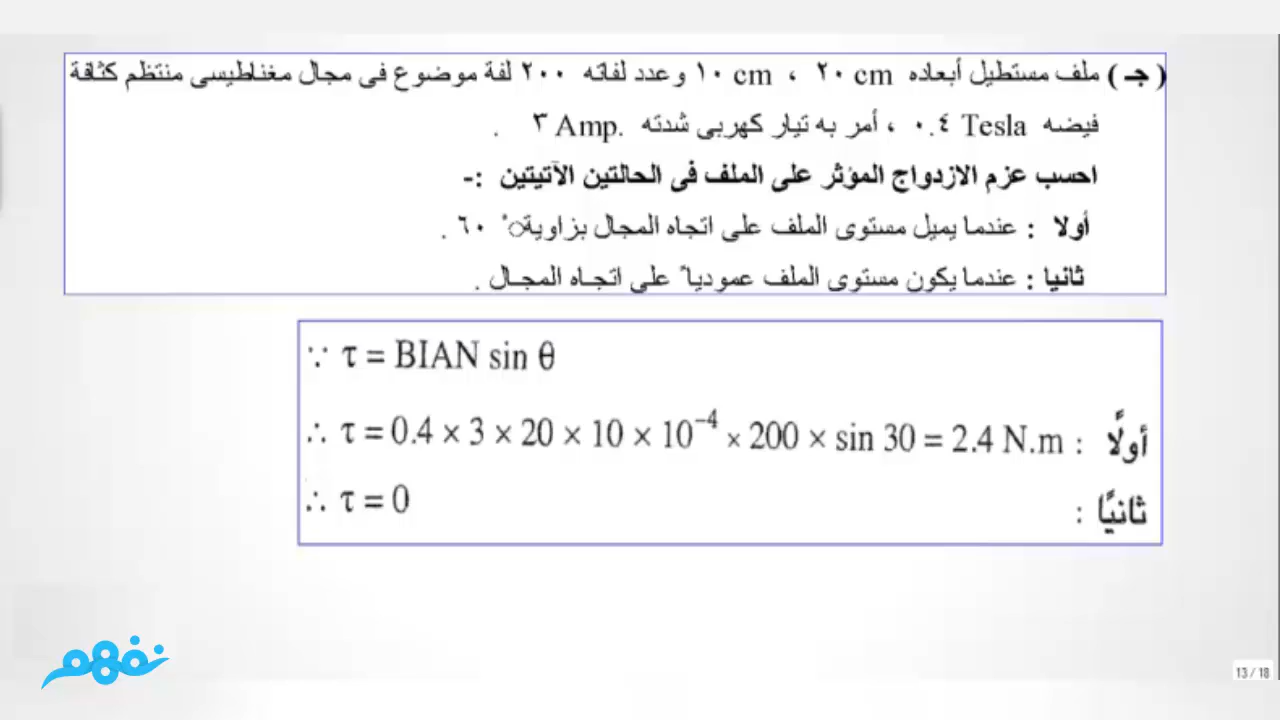 ( جـ ) ملف مستطيل أبعاده ٢٠ cm ، ١٠ cm وعدد لفاته ٢٠٠ لفة موضوع فى مجال مغناطيسى منتظم كثافة
فيضه ٠.٤ Tesla ، أمر به تيار كهربى شدته ٣ Amp. .
احسب عزم الازدواج المؤثر على الملف فى الحالتين الآتيتين :-
أولا : عندما يميل مستوى الملف على اتجاه المجال بزاوية ٦٠° .
ثانيا : عندما يكون مستوى الملف عموديا ً على اتجـاه المجـال .
∵ τ = BIAN sin θ
أولًا : ∴ τ = 0.4 × 3 × 20 × 10 × 10⁻⁴ × 200 × sin 30 = 2.4 N.m
ثانيًا : ∴ τ = 0
نفهم
13 / 18